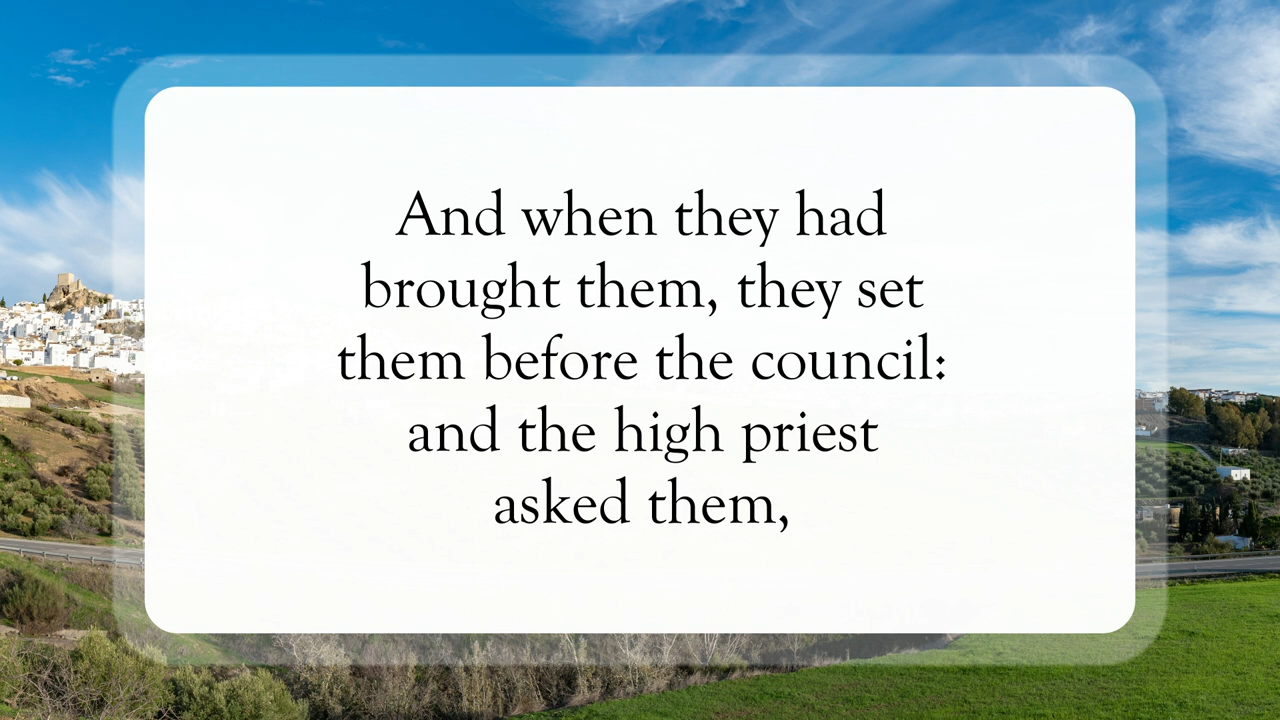 And when they had
brought them, they set
them before the council:
and the high priest
asked them,